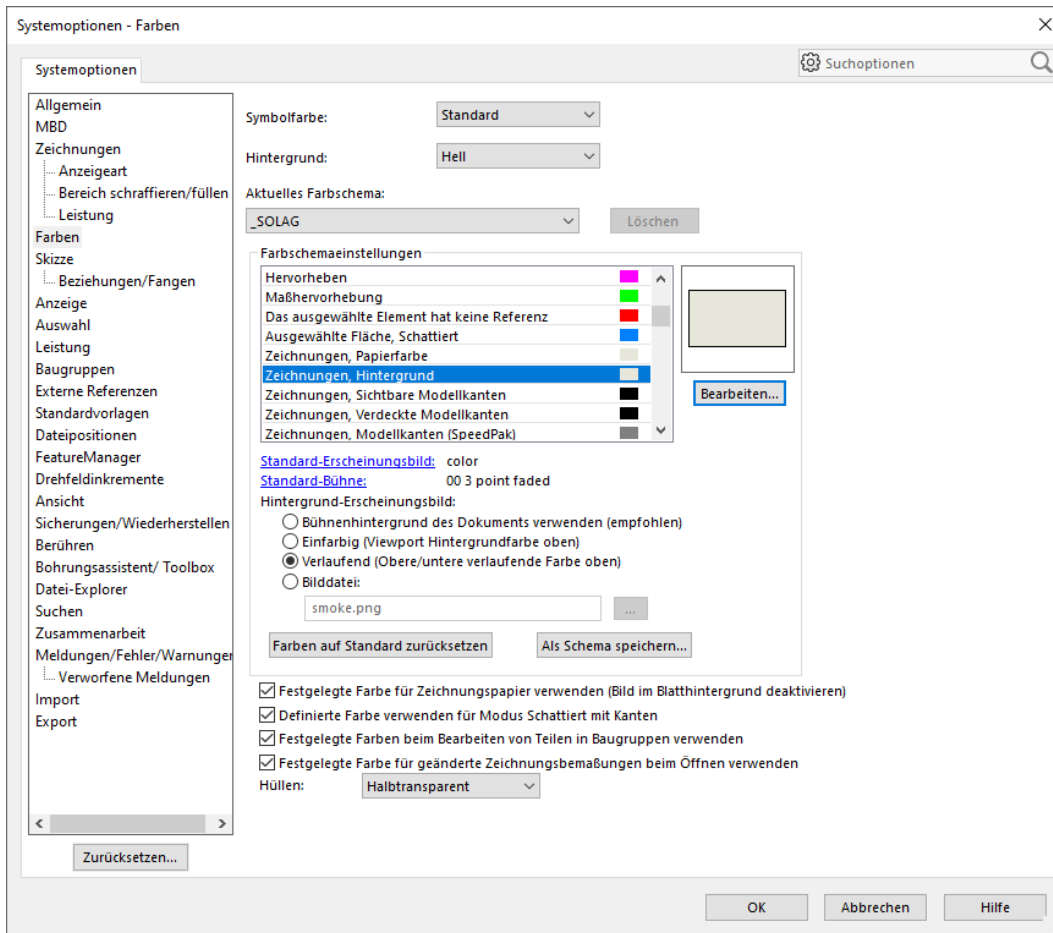 Systemoptionen - Farben
Systemoptionen
Suchoptionen
Allgemein
MBD
Zeichnungen
Anzeigeart
Bereich schraffieren/füllen
Leistung
Farben
Skizze
Beziehungen/Fangen
Anzeige
Auswahl
Leistung
Baugruppen
Externe Referenzen
Standardvorlagen
Dateipositionen
FeatureManager
Drehfeldinkremente
Ansicht
Sicherungen/Wiederherstellen
Berühren
Bohrungsassistent/ Toolbox
Datei-Explorer
Suchen
Zusammenarbeit
Meldungen/Fehler/Warnunger
Verworfene Meldungen
Import
Export
Zurücksetzen...
Symbolfarbe: Standard
Hintergrund: Hell
Aktuelles Farbschema:
_SOLAG Löschen
Farbschemaeinstellungen
Hervorheben
Maßhervorhebung
Das ausgewählte Element hat keine Referenz
Ausgewählte Fläche, Schattiert
Zeichnungen, Papierfarbe
Zeichnungen, Hintergrund
Zeichnungen, Sichtbare Modellkanten
Zeichnungen, Verdeckte Modellkanten
Zeichnungen, Modellkanten (SpeedPak)
Bearbeiten...
Standard-Erscheinungsbild: color
Standard-Bühne: 00 3 point faded
Hintergrund-Erscheinungsbild:
Bühnenhintergrund des Dokuments verwenden (empfohlen)
Einfarbig (Viewport Hintergrundfarbe oben)
Verlaufend (Obere/untere verlaufende Farbe oben)
Bilddatei:
smoke.png ...
Farben auf Standard zurücksetzen Als Schema speichern...
Festgelegte Farbe für Zeichnungspapier verwenden (Bild im Blatthintergrund deaktivieren)
Definierte Farbe verwenden für Modus Schattiert mit Kanten
Festgelegte Farben beim Bearbeiten von Teilen in Baugruppen verwenden
Festgelegte Farbe für geänderte Zeichnungsbemaßungen beim Öffnen verwenden
Hüllen: Halbtransparent
OK Abbrechen Hilfe